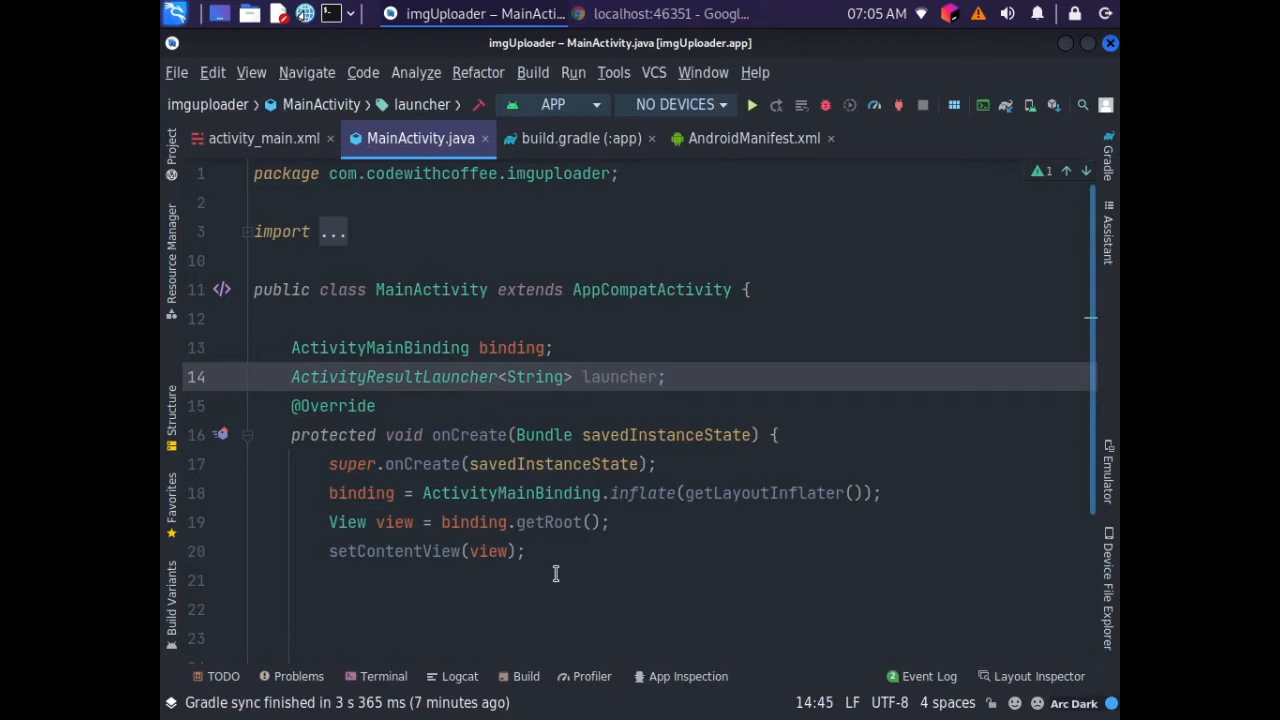 imgUploader – MainActi... localhost:46351 - Googl... 07:05 AM
imgUploader – MainActivity.java [imgUploader.app]
File Edit View Navigate Code Analyze Refactor Build Run Tools VCS Window Help
imguploader MainActivity launcher APP NO DEVICES
activity_main.xml MainActivity.java build.gradle (:app) AndroidManifest.xml
Project
Resource Manager
Structure
Favorites
Build Variants
1 package com.codewithcoffee.imguploader; 1
2
3 import ...
10
11 public class MainActivity extends AppCompatActivity {
12
13 ActivityMainBinding binding;
14 ActivityResultLauncher<String> launcher;
15 @Override
16 protected void onCreate(Bundle savedInstanceState) {
17 super.onCreate(savedInstanceState);
18 binding = ActivityMainBinding.inflate(getLayoutInflater());
19 View view = binding.getRoot();
20 setContentView(view);
21
22
23
Gradle
Assistant
Emulator
Device File Explorer
TODO Problems Terminal Logcat Build Profiler App Inspection 2 Event Log Layout Inspector
Gradle sync finished in 3 s 365 ms (7 minutes ago) 14:45 LF UTF-8 4 spaces Arc Dark